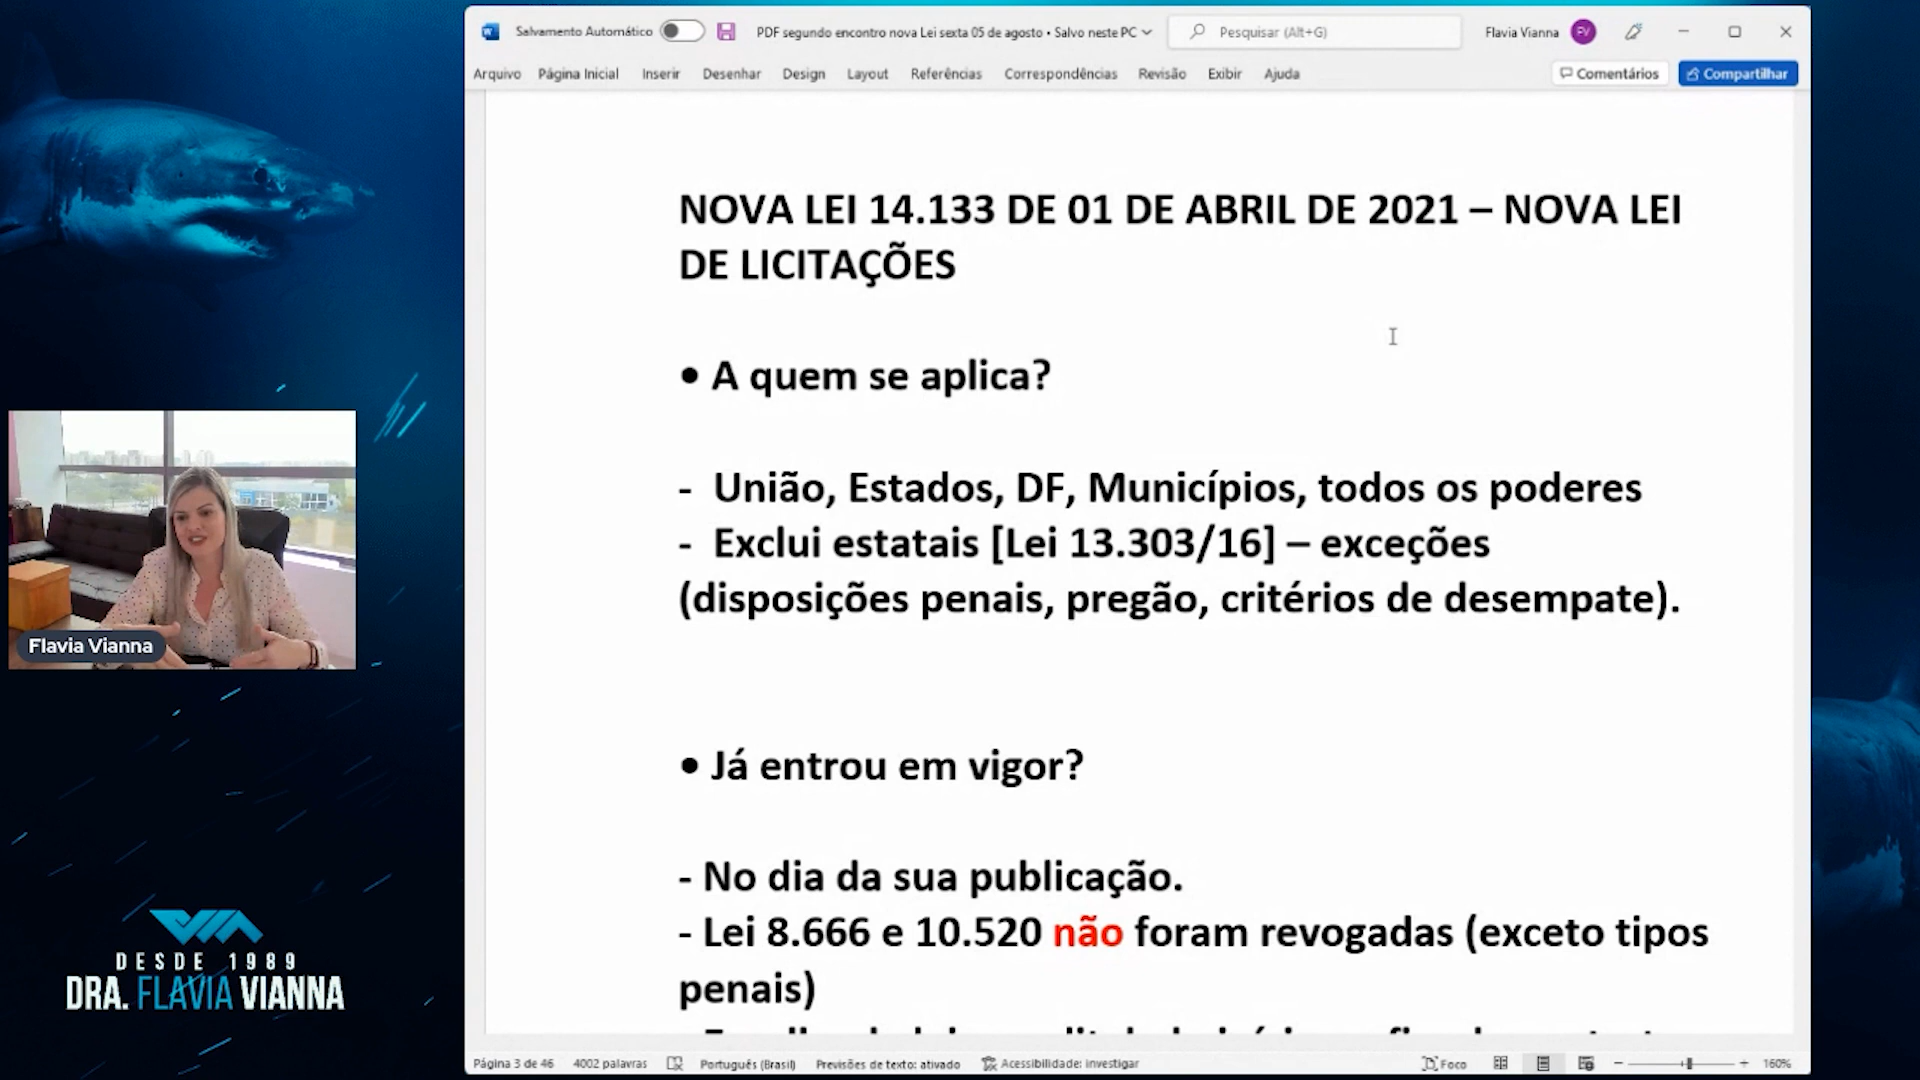 Salvamento Automático
PDF segundo encontro nova Lei sexta 05 de agosto • Salvo neste PC
Pesquisar (Alt+G)
Flavia Vianna
FV
Arquivo Página Inicial Inserir Desenhar Design Layout Referências Correspondências Revisão Exibir Ajuda
Comentários
Compartilhar
NOVA LEI 14.133 DE 01 DE ABRIL DE 2021 – NOVA LEI
DE LICITAÇÕES
• A quem se aplica?
- União, Estados, DF, Municípios, todos os poderes
- Exclui estatais [Lei 13.303/16] – exceções
(disposições penais, pregão, critérios de desempate).
• Já entrou em vigor?
- No dia da sua publicação.
- Lei 8.666 e 10.520 não foram revogadas (exceto tipos
penais)
Flavia Vianna
DESDE 1989
DRA. FLAVIA VIANNA
Página 3 de 46 4002 palavras Português (Brasil) Previsões de texto: ativado Acessibilidade: investigar Foco 160%